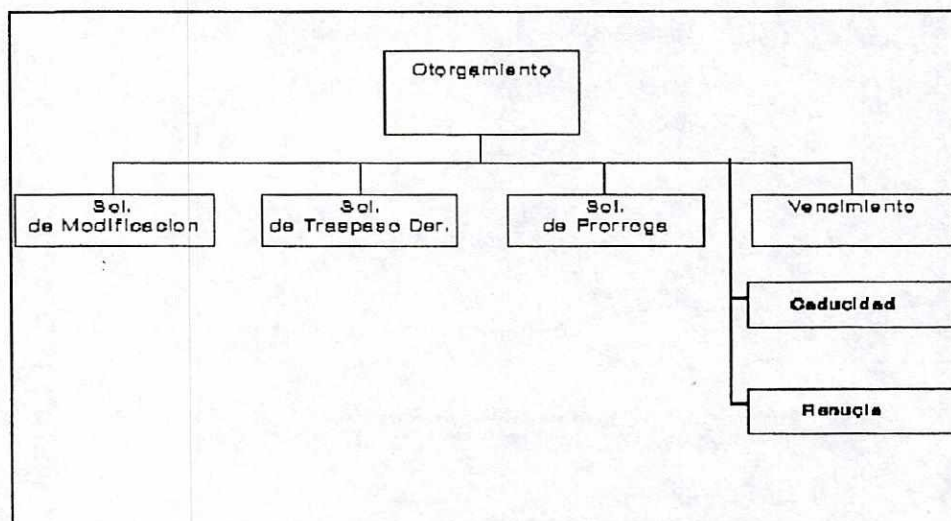 Otorgamiento
Sol.
de Modificacion
Sol.
de Traspaso Der.
Sol.
de Prorroga
Vencimiento
Caducidad
Renucia